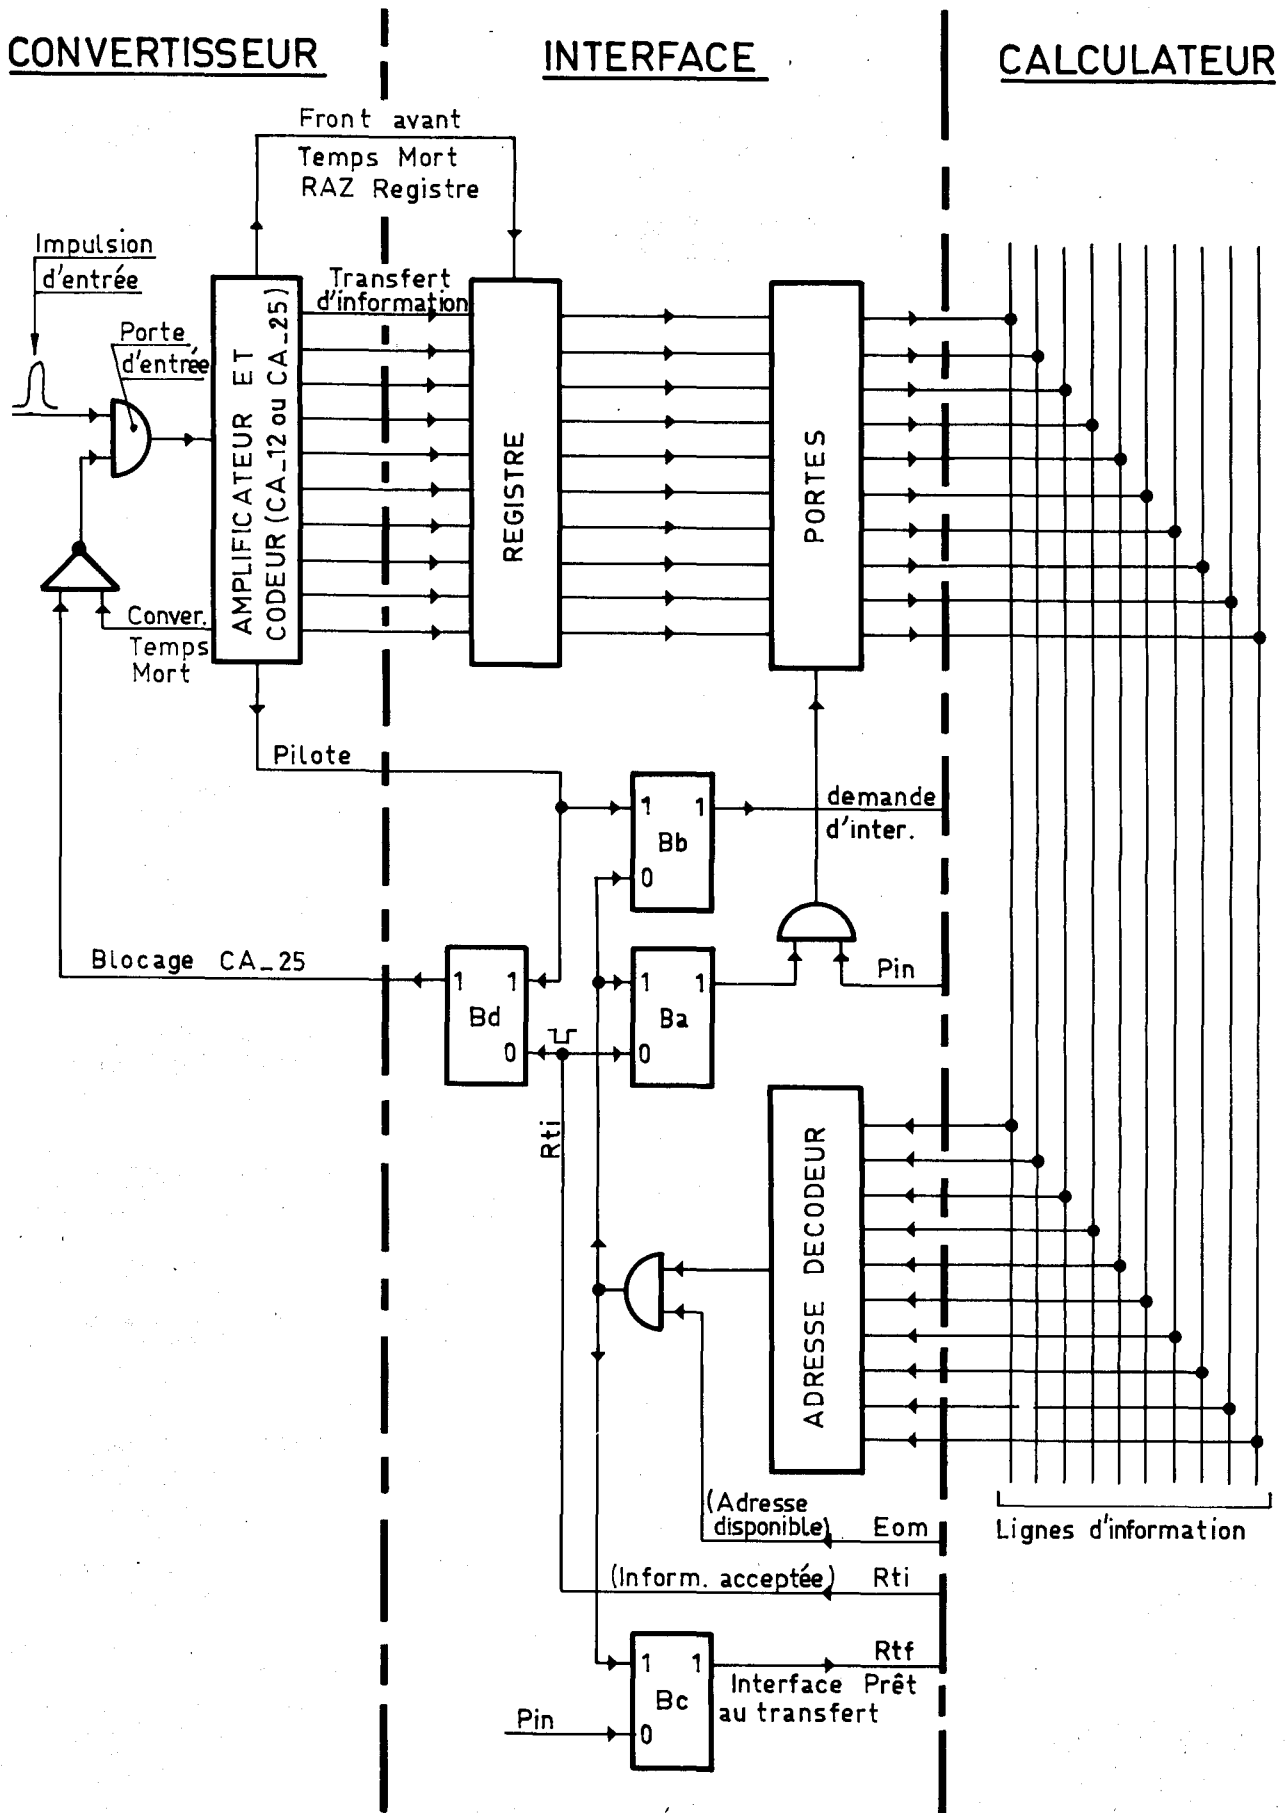 CONVERTISSEUR
INTERFACE
CALCULATEUR
Front avant
Temps Mort
RAZ Registre
Impulsion
d'entrée
Porte
d'entrée
Transfert
d'information
AMPLIFICATEUR ET
CODEUR (CA_12 ou CA_25)
REGISTRE
PORTES
Conver.
Temps
Mort
Pilote
1 1
Bb
0
demande
d'inter.
Blocage CA_25
1 1
Bd
0
1 1
Ba
0
Pin
Rti
ADRESSE DECODEUR
(Adresse
disponible) Eom
Lignes d'information
(Inform. acceptée) Rti
1 1
Bc
0
Rtf
Interface Prêt
au transfert
Pin